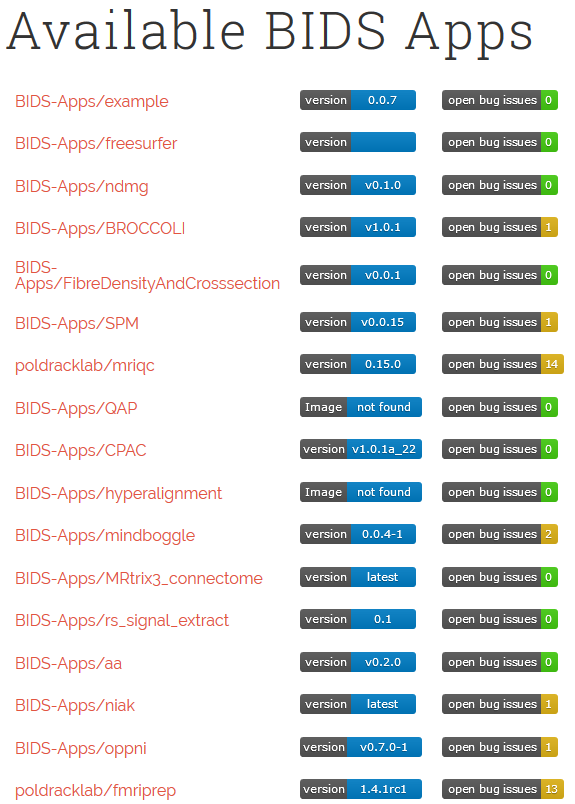 Available BIDS Apps
BIDS-Apps/example version 0.0.7 open bug issues 0
BIDS-Apps/freesurfer version open bug issues 0
BIDS-Apps/ndmg version v0.1.0 open bug issues 0
BIDS-Apps/BROCCOLI version v1.0.1 open bug issues 1
BIDS-
Apps/FibreDensityAndCrosssection version v0.0.1 open bug issues 0
BIDS-Apps/SPM version v0.0.15 open bug issues 1
poldracklab/mriqc version 0.15.0 open bug issues 14
BIDS-Apps/QAP Image not found open bug issues 0
BIDS-Apps/CPAC version v1.0.1a_22 open bug issues 0
BIDS-Apps/hyperalignment Image not found open bug issues 0
BIDS-Apps/mindboggle version 0.0.4-1 open bug issues 2
BIDS-Apps/MRtrix3_connectome version latest open bug issues 0
BIDS-Apps/rs_signal_extract version 0.1 open bug issues 0
BIDS-Apps/aa version v0.2.0 open bug issues 0
BIDS-Apps/niak version latest open bug issues 1
BIDS-Apps/oppni version v0.7.0-1 open bug issues 1
poldracklab/fmriprep version 1.4.1rc1 open bug issues 13